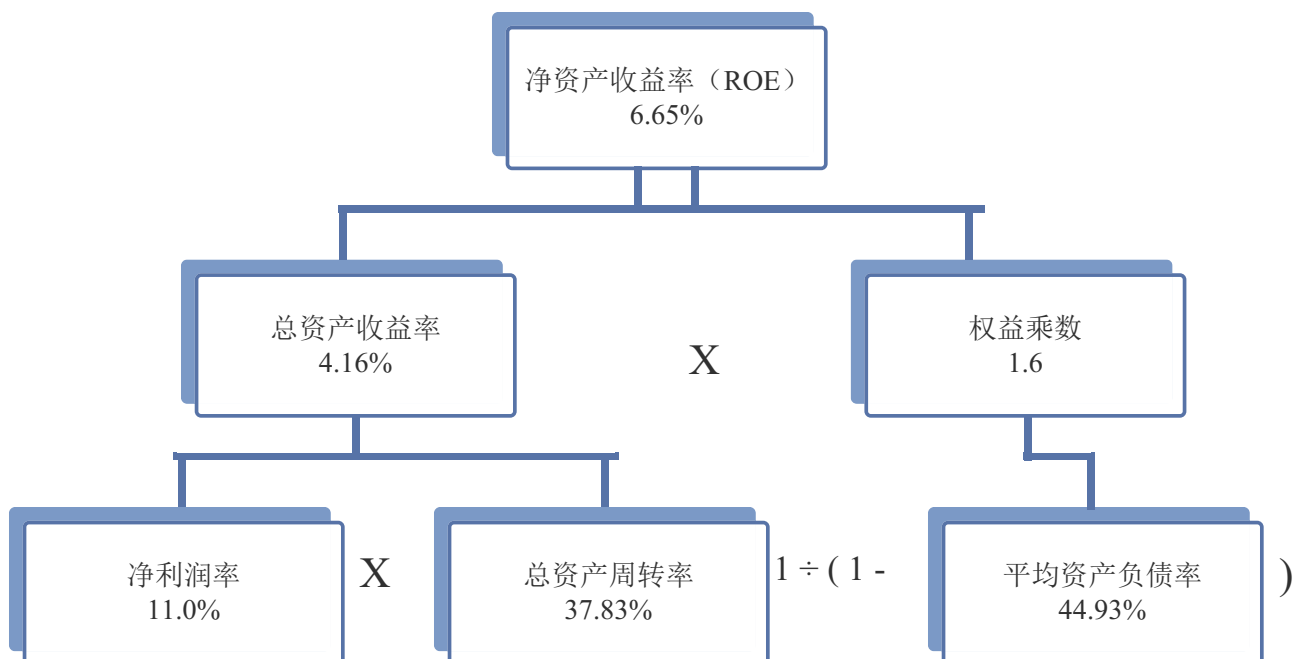 净资产收益率（ROE）
6.65%
总资产收益率
4.16%
X
权益乘数
1.6
净利润率
11.0%
X
总资产周转率
37.83%
1 ÷ ( 1 -
平均资产负债率
44.93%
)